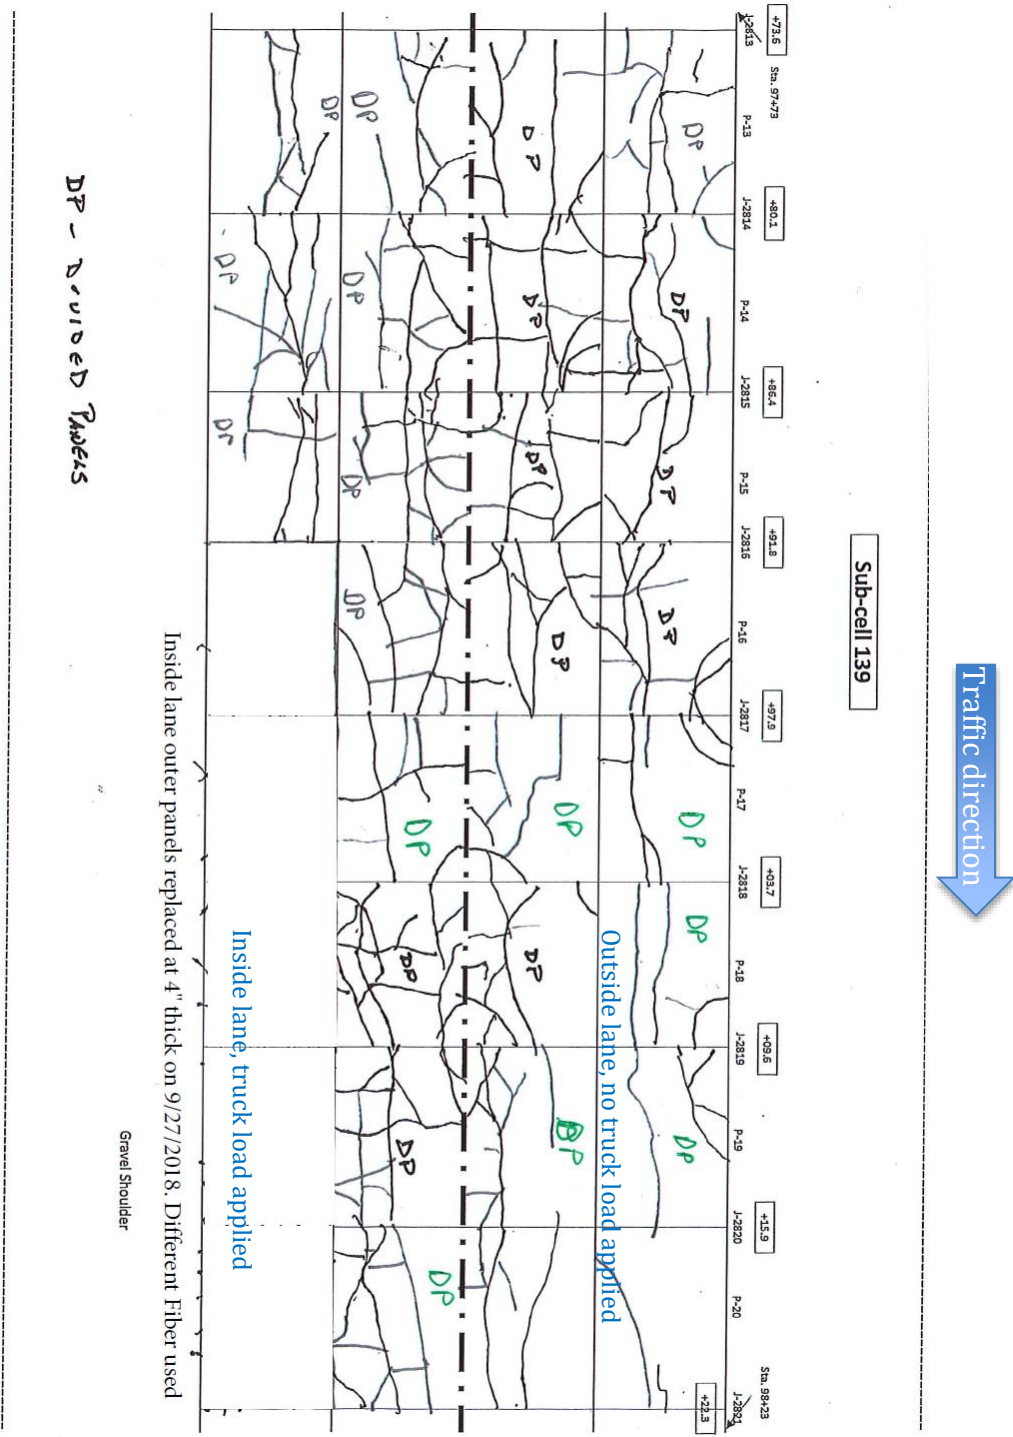 Traffic direction
Sub-cell 139
+73.6 Sta. 97+73 +80.1 +86.4 +91.8 +97.9 +03.7 +09.6 +15.9 Sta. 98+23 +22.3
J-2813 P-13 J-2814 P-14 J-2815 P-15 J-2816 P-16 J-2817 P-17 J-2818 P-18 J-2819 P-19 J-2820 P-20 J-2821
DP DP DP DP DP DP DP
Outside lane, no truck load applied
DP DP DP DP DP DP DP
DP DP DP DP DP DP DP DP
Inside lane, truck load applied
DP DP DP
Inside lane outer panels replaced at 4" thick on 9/27/2018. Different Fiber used
Gravel Shoulder
DP - DIVIDED PANELS